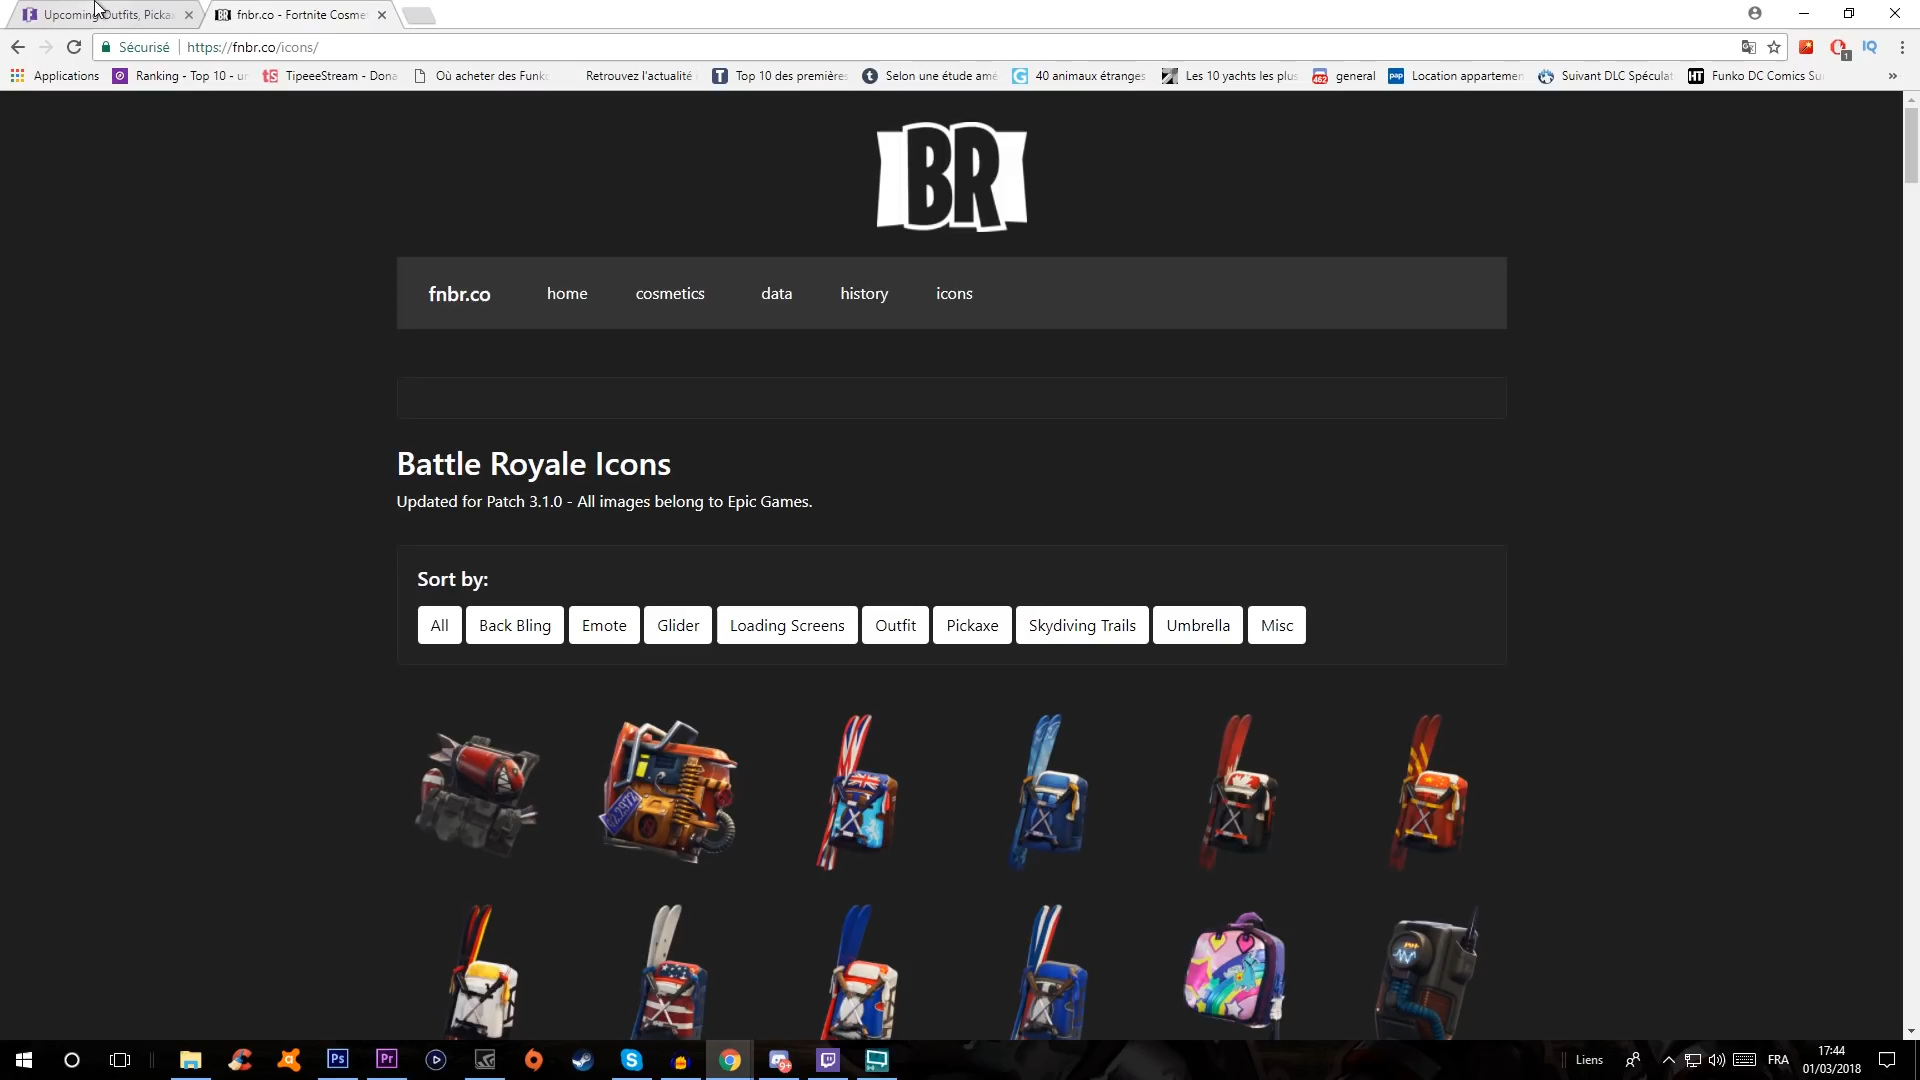 Upcoming Outfits, Picka
fnbr.co - Fortnite Cosme
Sécurisé
https://fnbr.co/icons/
Applications
Ranking - Top 10 - u
TipeeeStream - Dona
Où acheter des Funk
Retrouvez l'actualité
Top 10 des premières
Selon une étude amé
40 animaux étranges
Les 10 yachts les plus
general
Location appartemen
Suivant DLC Spéculat
Funko DC Comics Su
BR
fnbr.co
home
cosmetics
data
history
icons
Battle Royale Icons
Updated for Patch 3.1.0 - All images belong to Epic Games.
Sort by:
All
Back Bling
Emote
Glider
Loading Screens
Outfit
Pickaxe
Skydiving Trails
Umbrella
Misc
Liens
FRA
17:44
01/03/2018